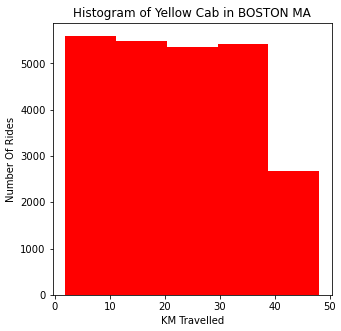 Histogram of Yellow Cab in BOSTON MA
Number Of Rides
5000
4000
3000
2000
1000
0
0 10 20 30 40 50
KM Travelled